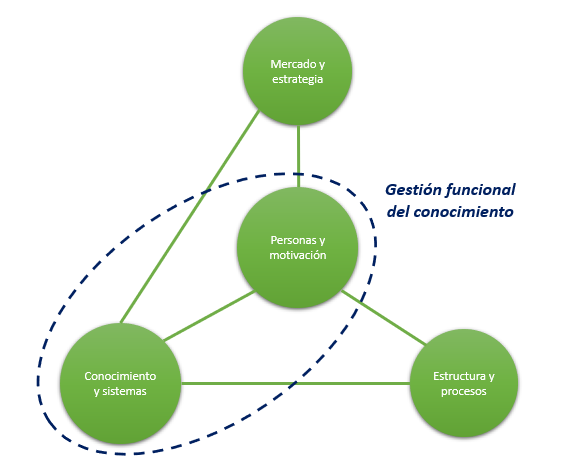 Mercado y
estrategia
Gestión funcional
del conocimiento
Personas y
motivación
Conocimiento
y sistemas
Estructura y
procesos